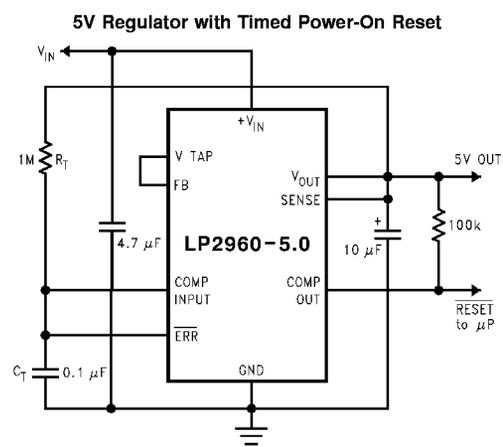 5V Regulator with Timed Power-On Reset
VIN
+VIN
1M RT
V TAP
FB
VOUT
SENSE
5V OUT
4.7 µF
LP2960-5.0
+
10 µF
100k
COMP
INPUT
COMP
OUT
RESET
to µP
ERR
CT 0.1 µF
GND